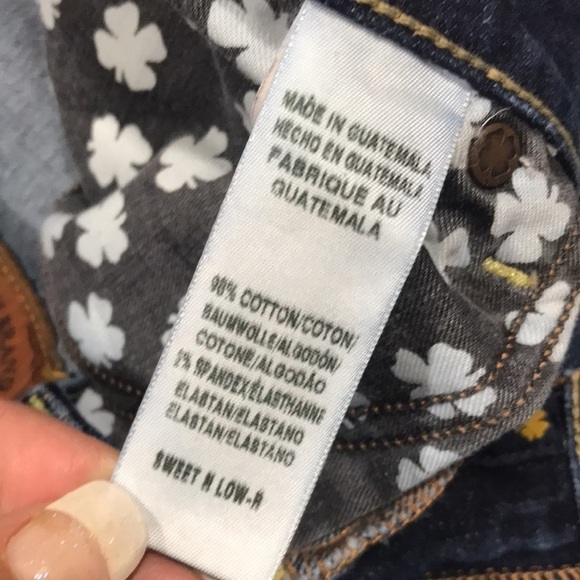 MADE IN GUATEMALA
HECHO EN GUATEMALA
FABRIQUE AU
GUATEMALA
98% COTTON/COTON/
BAUMWOLLE/ALGODÓN/
COTONE/ALGODÃO
2% SPANDEX/ÉLASTHANNE
ELASTAN/ELASTANO
ELASTAN/ELASTANO
SWEET N LOW-R